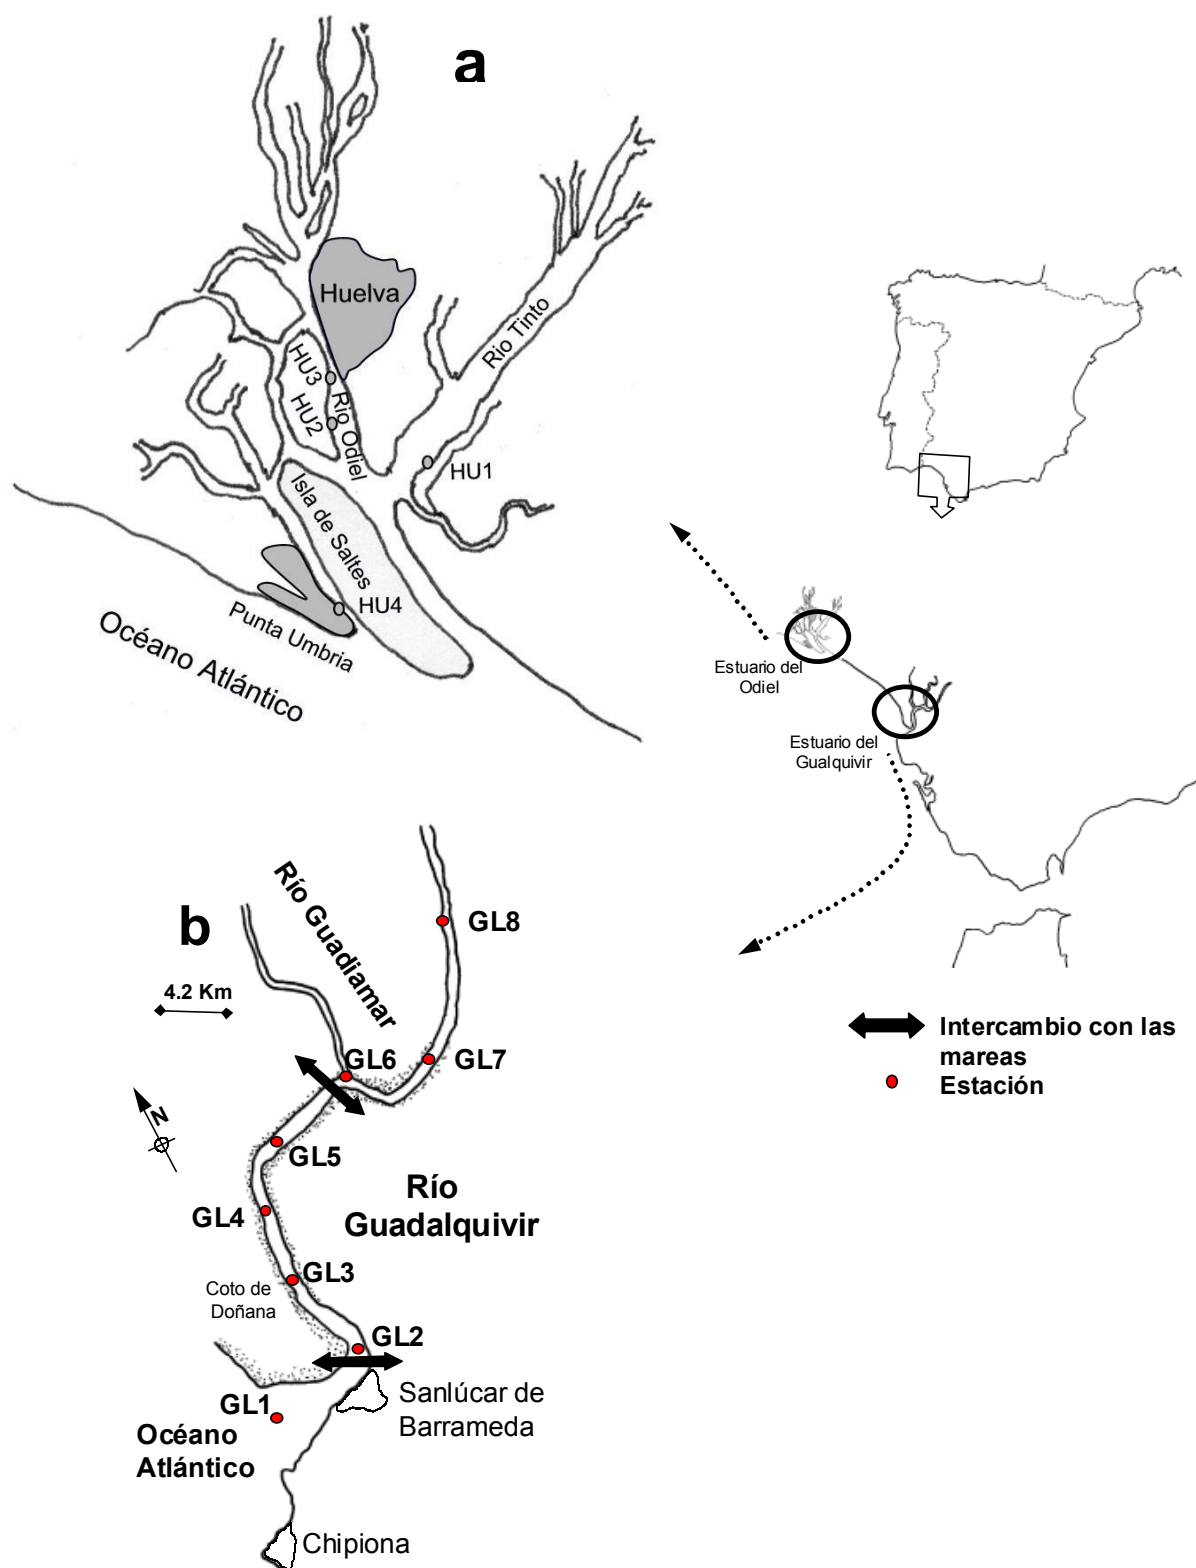 a
Huelva
Rio Tinto
HU3
HU2
Río Odiel
HU1
Isla de Saltes
HU4
Punta Umbria
Océano Atlántico
Estuario del
Odiel
Estuario del
Gualquivir
b
Río Guadiamar
GL8
4.2 Km
GL6
GL7
N
GL5
GL4
Río
Guadalquivir
GL3
Coto de
Doñana
GL2
GL1
Sanlúcar de
Barrameda
Océano
Atlántico
Chipiona
Intercambio con las
mareas
Estación